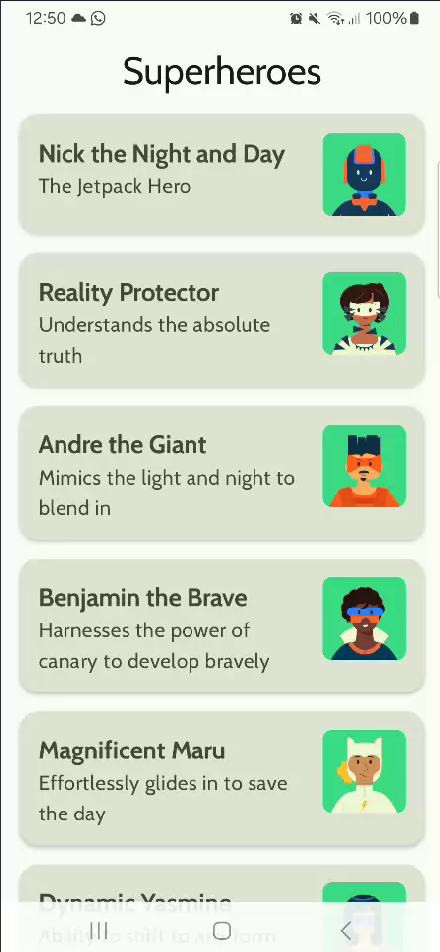 12:50
100%
Superheroes
Nick the Night and Day
The Jetpack Hero
Reality Protector
Understands the absolute
truth
Andre the Giant
Mimics the light and night to
blend in
Benjamin the Brave
Harnesses the power of
canary to develop bravely
Magnificent Maru
Effortlessly glides in to save
the day
Dynamic Yasmine
Ability to shift to any form